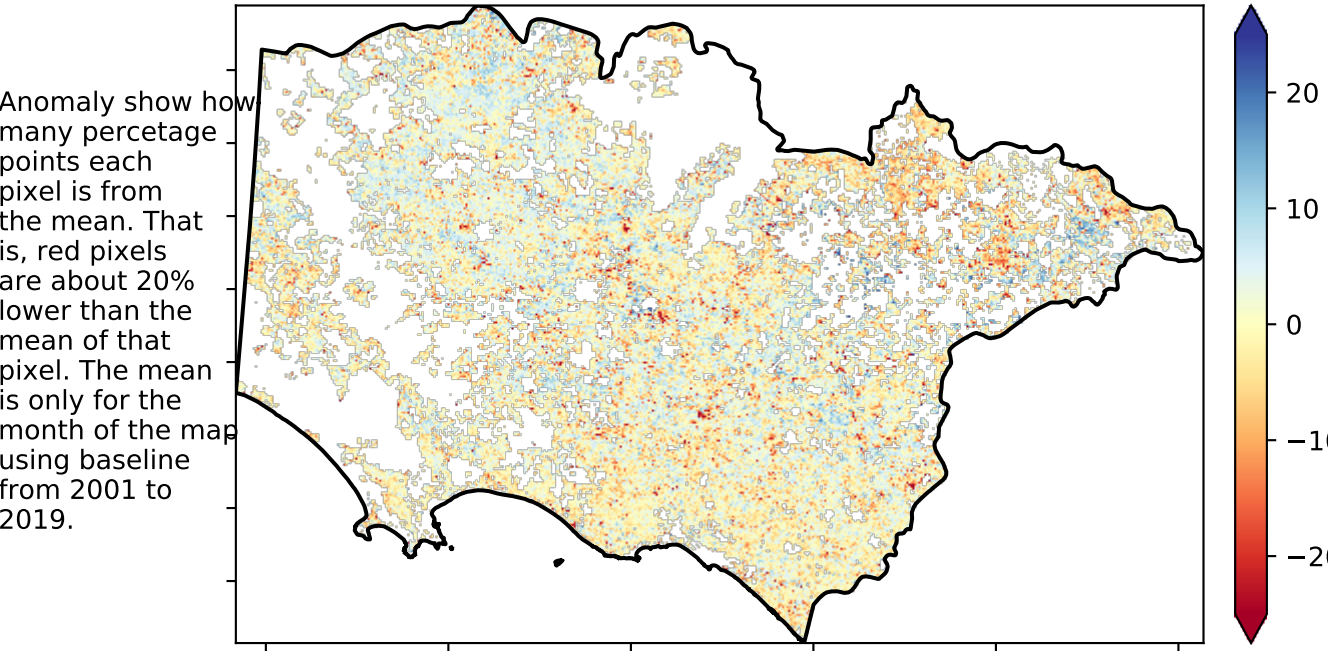 Anomaly show how
many percetage
points each
pixel is from
the mean. That
is, red pixels
are about 20%
lower than the
mean of that
pixel. The mean
is only for the
month of the map
using baseline
from 2001 to
2019.
20
10
0
−10
−20